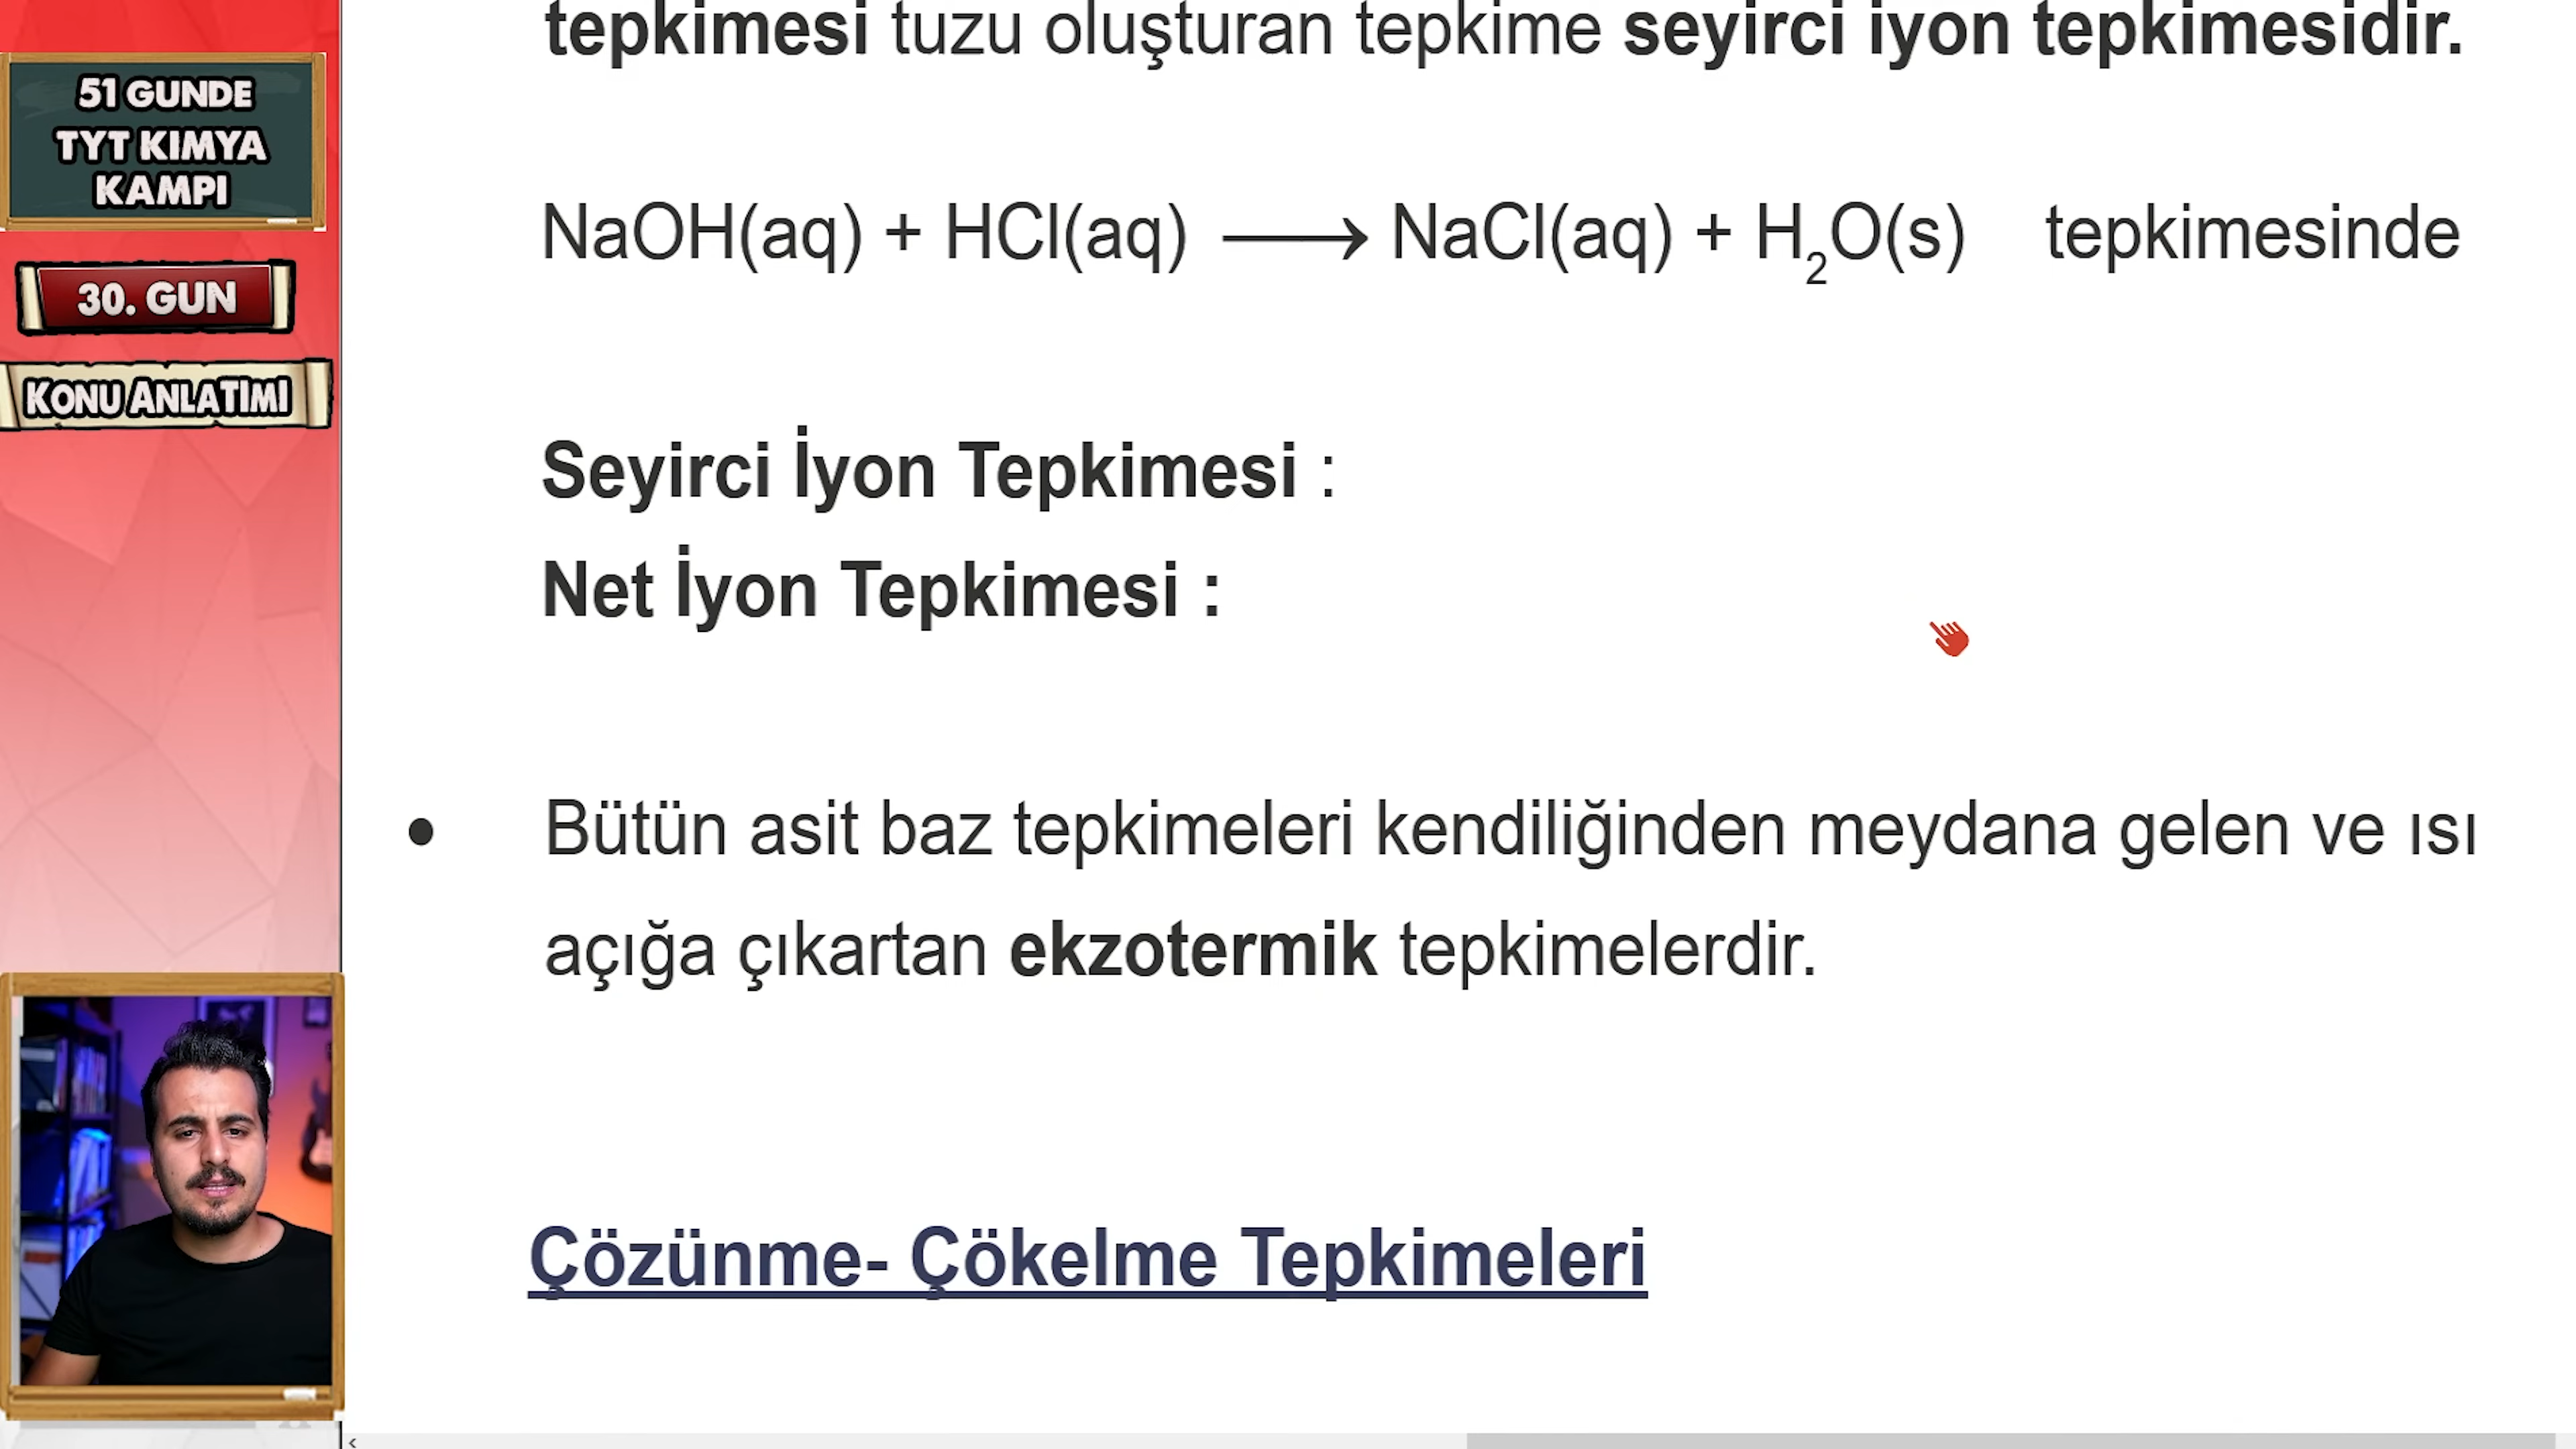 51 GUNDE
TYT KIMYA
KAMPI
30. GUN
KONU ANLATIMI
tepkimesi tuzu oluşturan tepkime seyirci iyon tepkimesidir.
NaOH(aq) + HCl(aq) ⟶ NaCl(aq) + H₂O(s) tepkimesinde
Seyirci İyon Tepkimesi :
Net İyon Tepkimesi :
• Bütün asit baz tepkimeleri kendiliğinden meydana gelen ve ısı
açığa çıkartan ekzotermik tepkimelerdir.
Çözünme- Çökelme Tepkimeleri